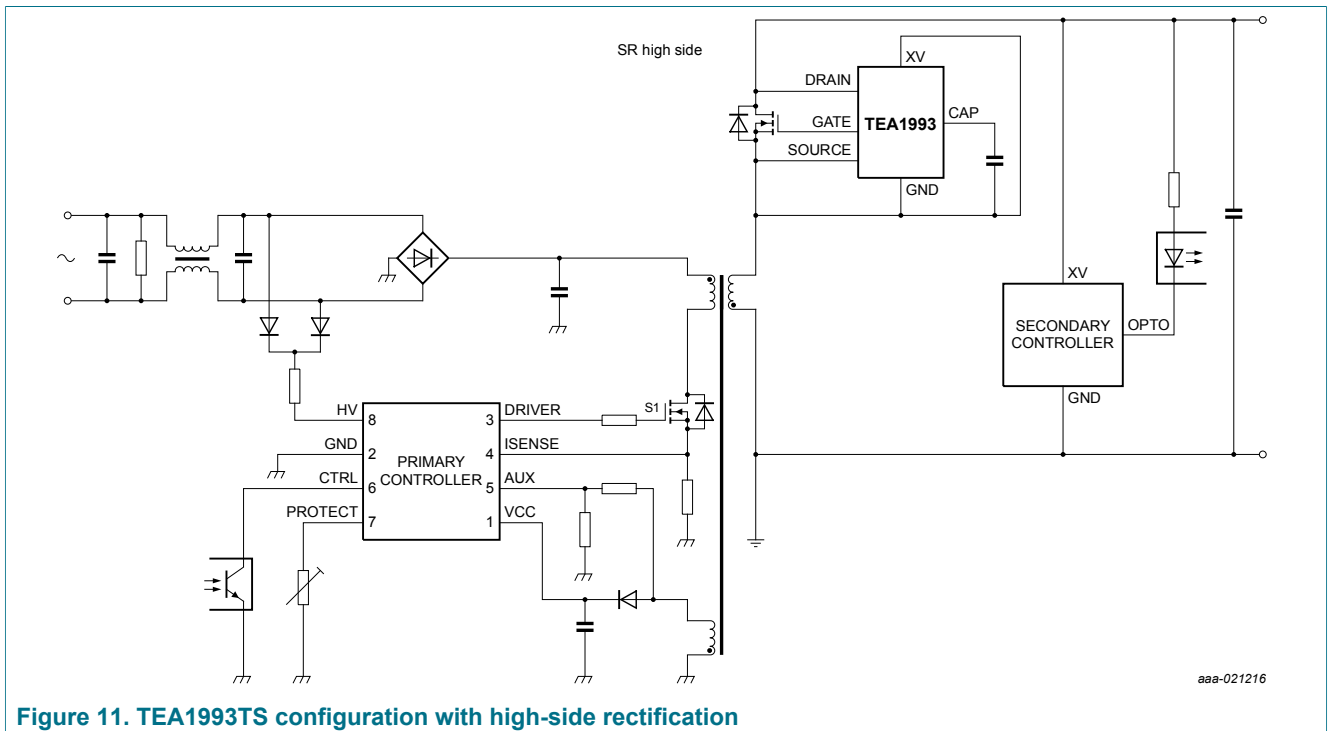 SR high side
XV
DRAIN
GATE
TEA1993
CAP
SOURCE
GND
XV
SECONDARY
CONTROLLER
OPTO
GND
HV
8
3
DRIVER
S1
GND
2
4
ISENSE
PRIMARY
CONTROLLER
CTRL
6
5
AUX
PROTECT
7
1
VCC
aaa-021216
Figure 11. TEA1993TS configuration with high-side rectification